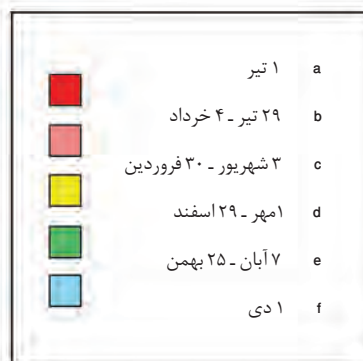 a ۱ تیر
b ۲۹ تیر ـ ۴ خرداد
c ۳ شهریور ـ ۳۰ فروردین
d ۱مهر ـ ۲۹ اسفند
e ۷ آبان ـ ۲۵ بهمن
f ۱ دی